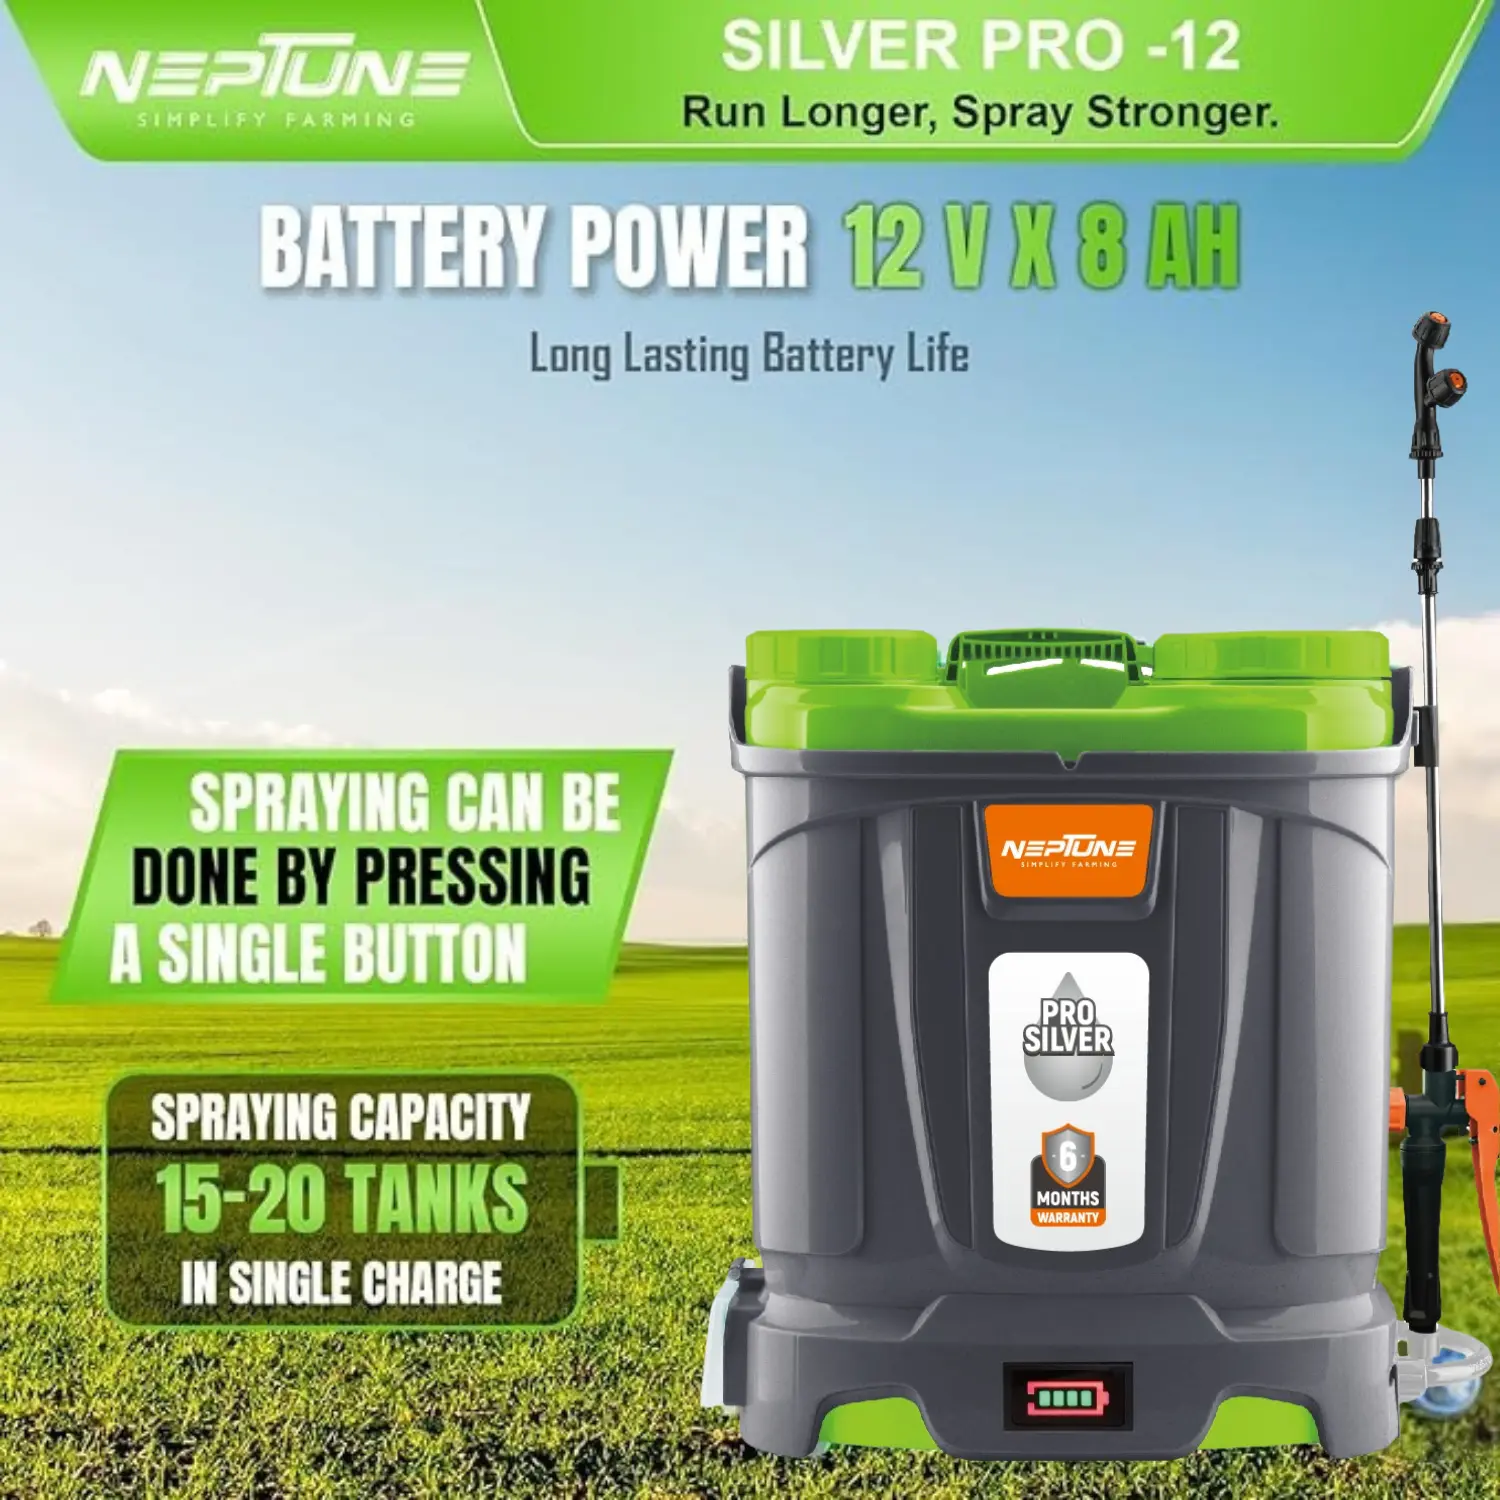 NEPTUNE
SIMPLIFY FARMING
SILVER PRO -12
Run Longer, Spray Stronger.
BATTERY POWER 12 V X 8 AH
Long Lasting Battery Life
SPRAYING CAN BE
DONE BY PRESSING
A SINGLE BUTTON
SPRAYING CAPACITY
15-20 TANKS
IN SINGLE CHARGE
NEPTUNE
SIMPLIFY FARMING
PRO
SILVER
6
MONTHS
WARRANTY